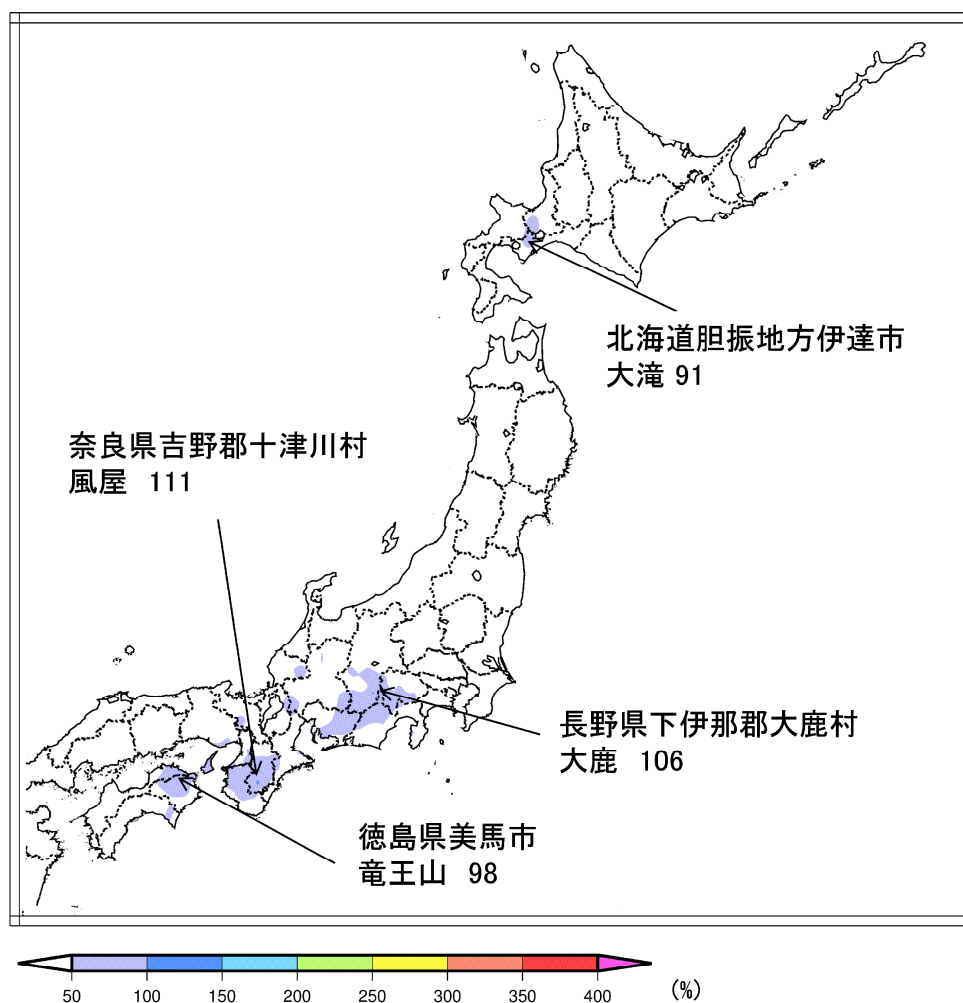 北海道胆振地方伊達市
大滝 91
奈良県吉野郡十津川村
風屋 111
長野県下伊那郡大鹿村
大鹿 106
徳島県美馬市
竜王山 98
50 100 150 200 250 300 350 400 (%)